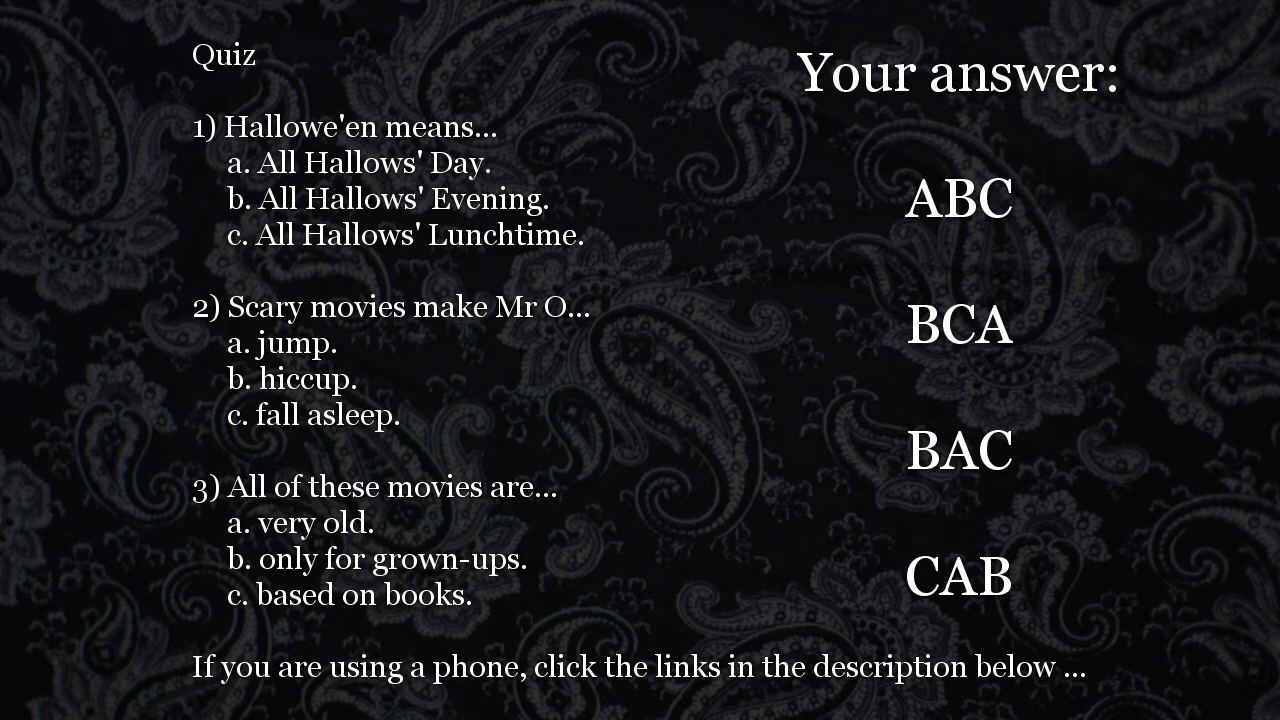 Quiz
1) Hallowe'en means...
a. All Hallows' Day.
b. All Hallows' Evening.
c. All Hallows' Lunchtime.
2) Scary movies make Mr O...
a. jump.
b. hiccup.
c. fall asleep.
3) All of these movies are...
a. very old.
b. only for grown-ups.
c. based on books.
If you are using a phone, click the links in the description below ...
Your answer:
ABC
BCA
BAC
CAB